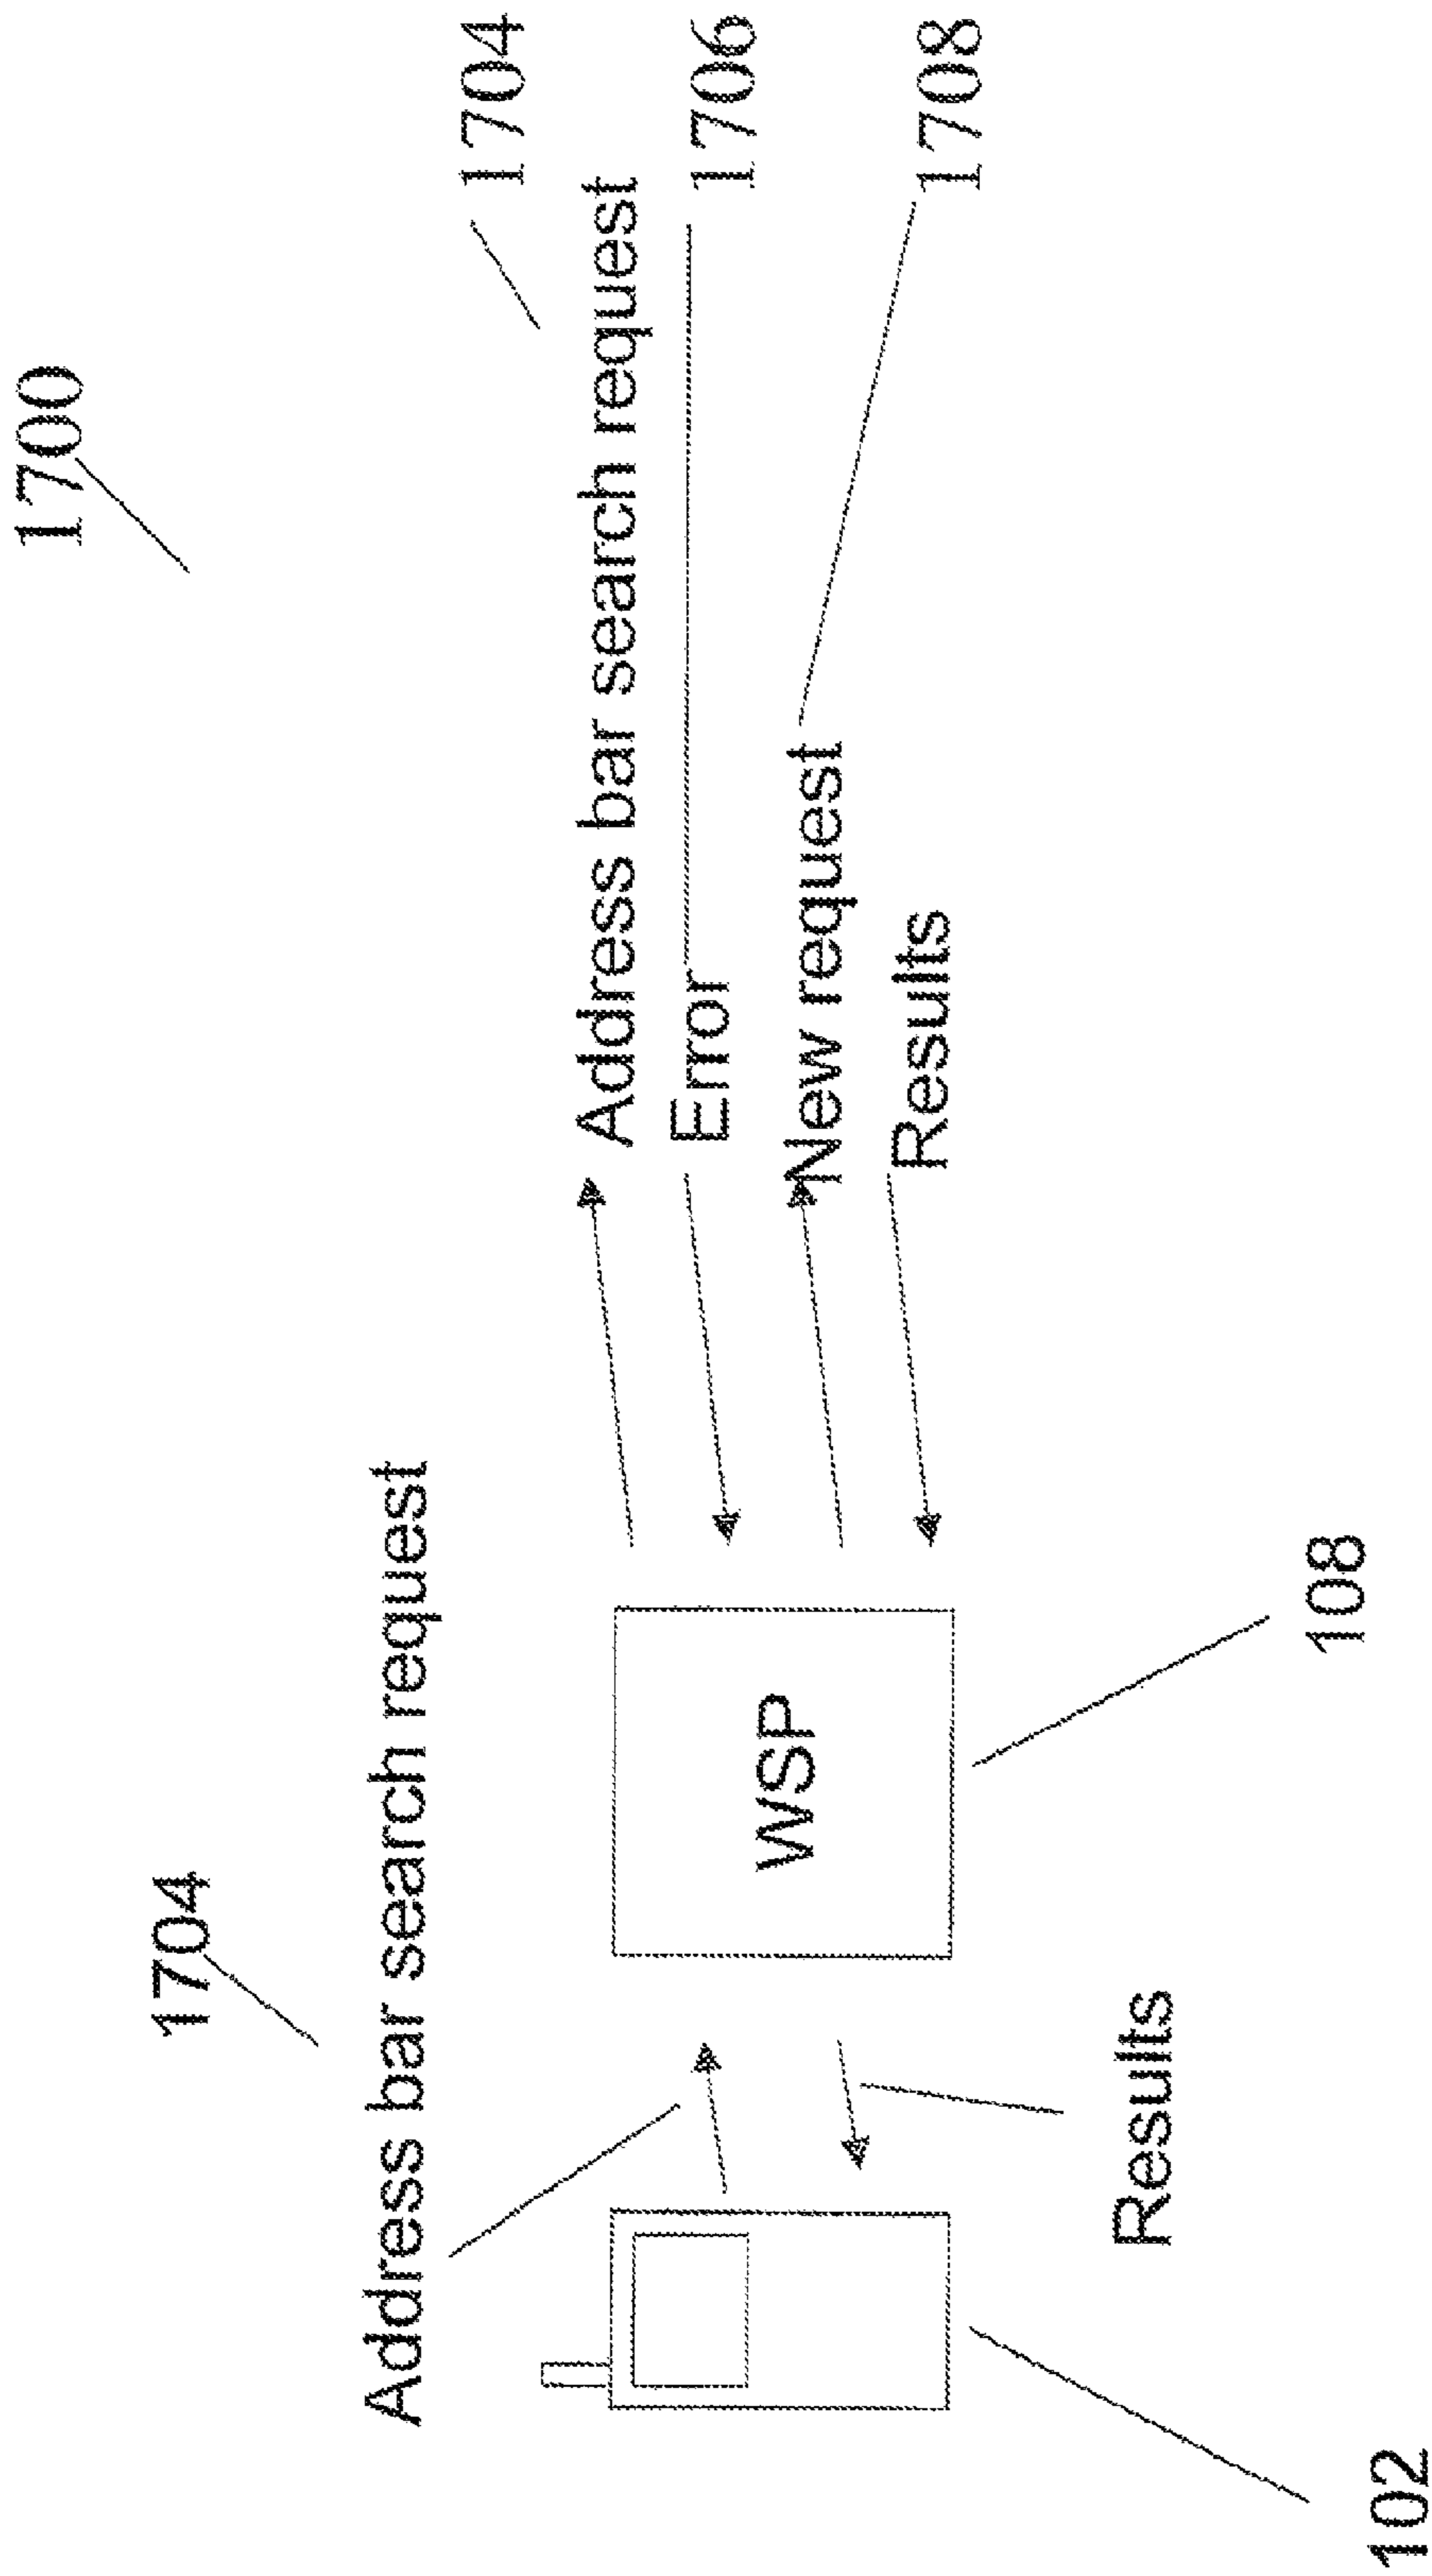 1700
1704
Address bar search request
1704
Address bar search request
Error
1706
New request
1708
Results
WSP
Results
108
102